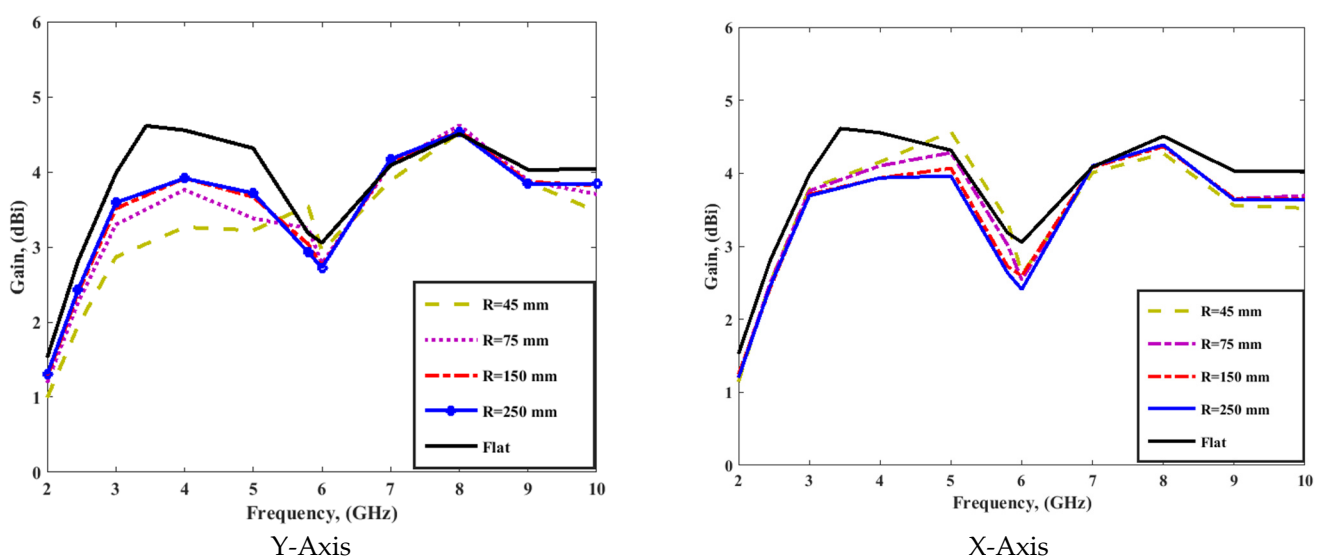 6
5
4
3
2
1
0
Gain, (dBi)
R=45 mm
R=75 mm
R=150 mm
R=250 mm
Flat
2 3 4 5 6 7 8 9 10
Frequency, (GHz)
Y-Axis
6
5
4
3
2
1
0
Gain, (dBi)
R=45 mm
R=75 mm
R=150 mm
R=250 mm
Flat
2 3 4 5 6 7 8 9 10
Frequency, (GHz)
X-Axis